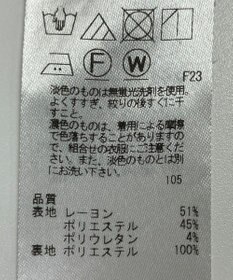 F W
F23
淡色のものは無蛍光洗剤を使用。
よくすすぎ、絞りの後すぐに干
すこと。
濃色のものは、着用による摩擦
で色落ちすることがありますの
で、組合せの衣服にご注意くだ
さい。また、淡色のものとは別
にお洗い下さい。
105
品質
表地 レーヨン 51%
ポリエステル 45%
ポリウレタン 4%
裏地 ポリエステル 100%